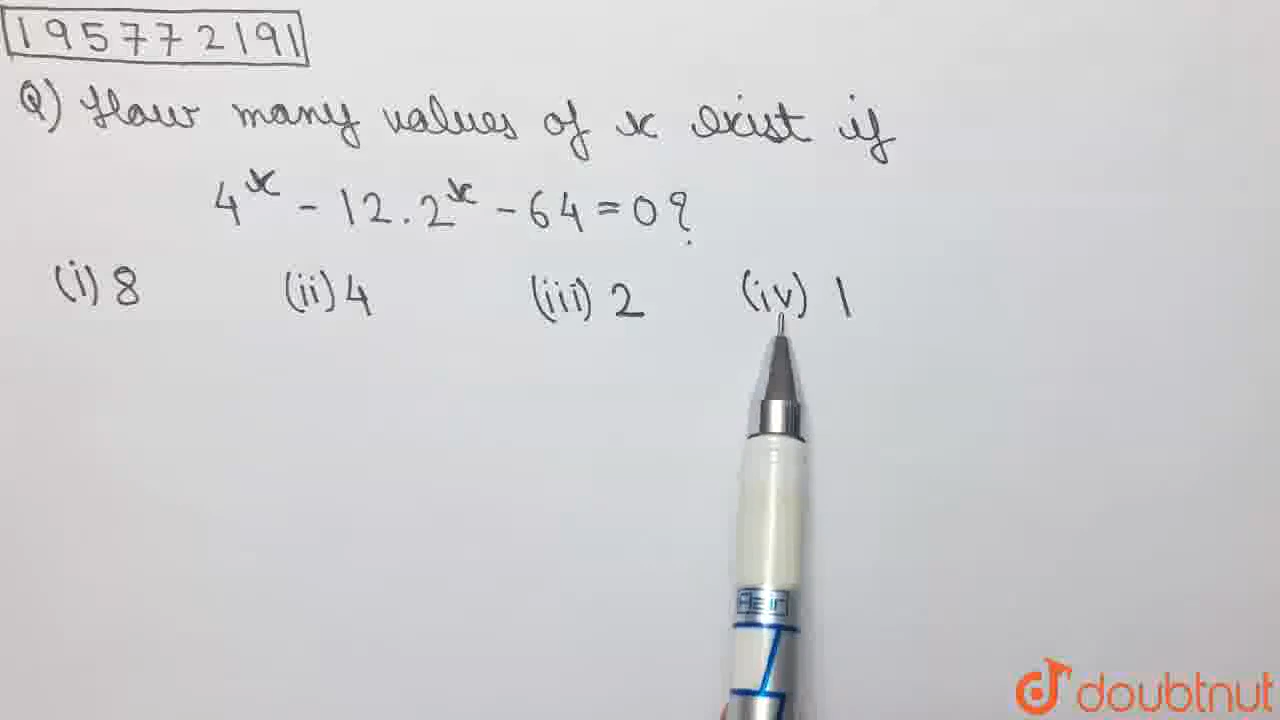 195772191
Q) How many values of x exist if
4^x - 12.2^x - 64 = 0?
(i) 8 (ii) 4 (iii) 2 (iv) 1
Flair
doubtnut